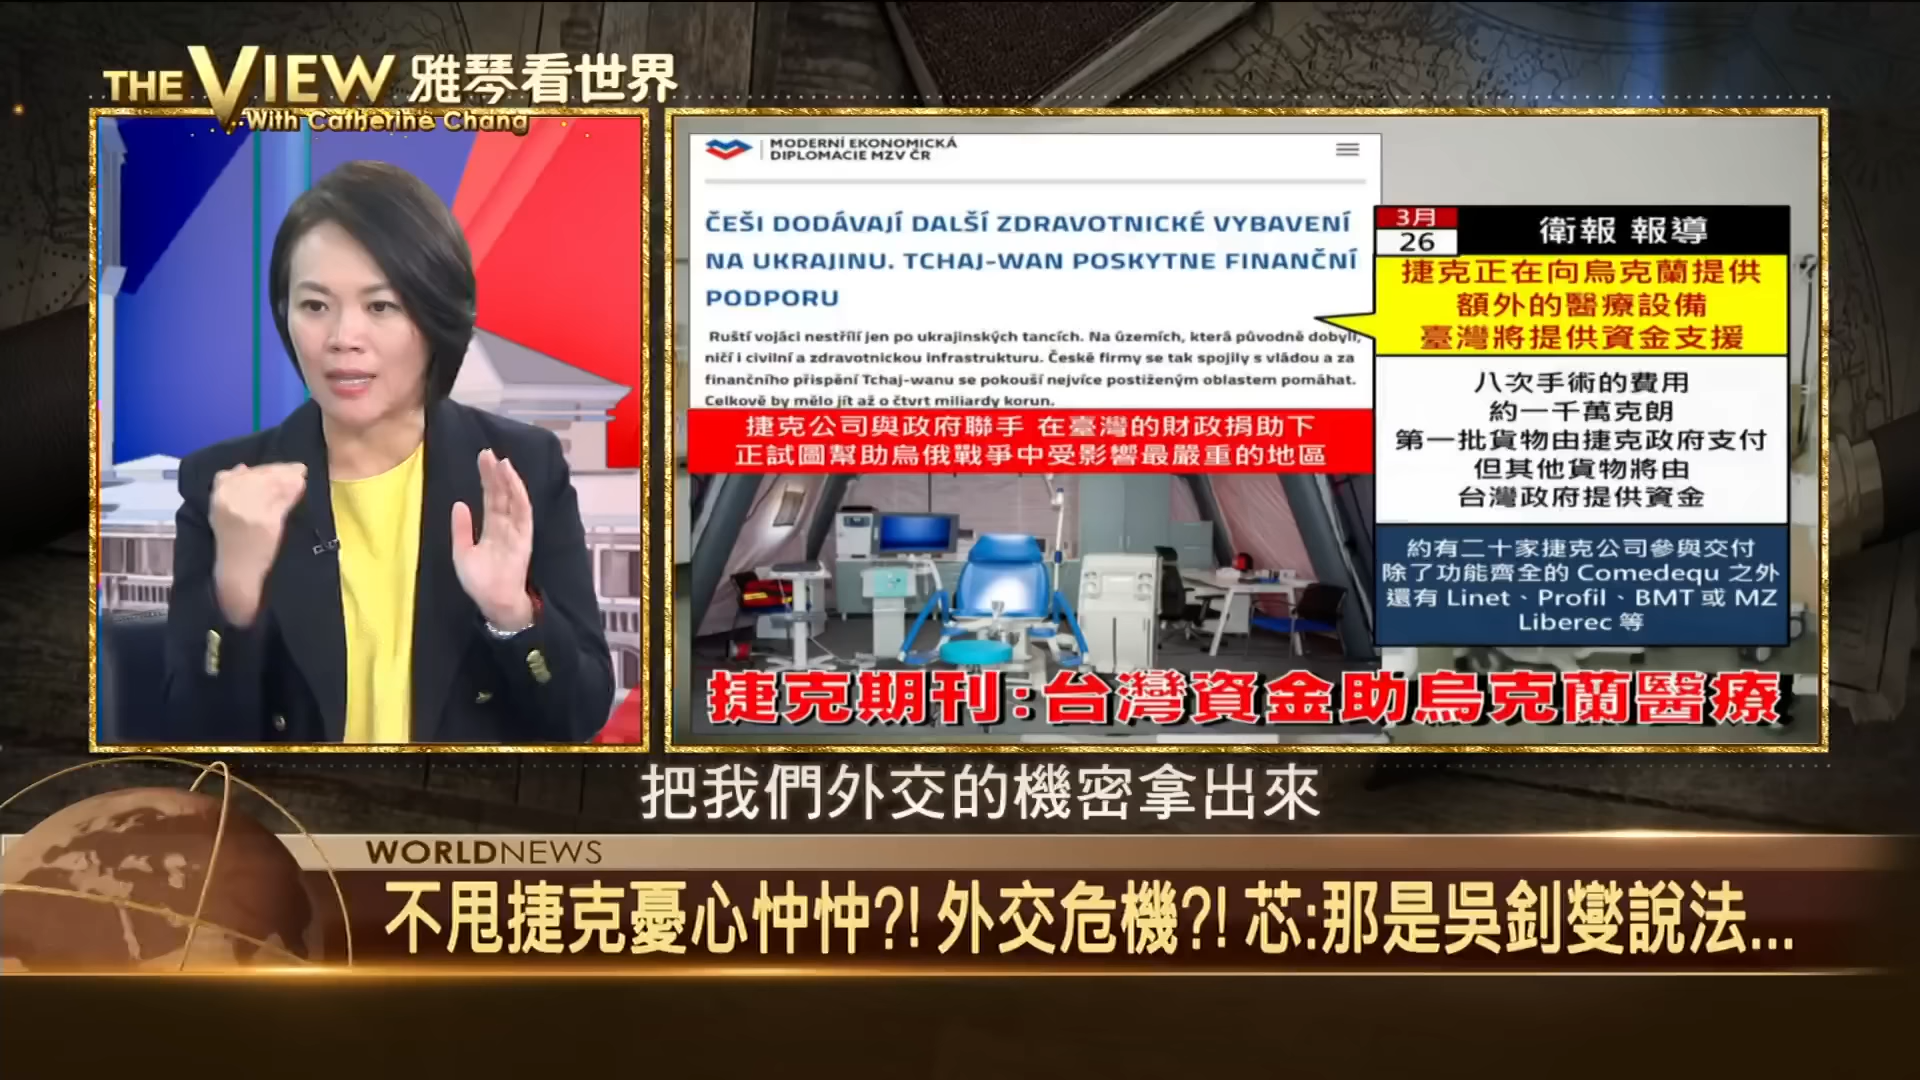 THE VIEW 雅琴看世界
With Catherine Chang
MODERNÍ EKONOMICKÁ
DIPLOMACIE MZV ČR
ČEŠI DODÁVAJÍ DALŠÍ ZDRAVOTNICKÉ VYBAVENÍ
NA UKRAJINU. TCHAJ-WAN POSKYTNE FINANČNÍ
PODPORU
Ruští vojáci nestřílí jen po ukrajinských tancích. Na územích, která původně dobyli,
ničí i civilní a zdravotnickou infrastrukturu. České firmy se tak spojily s vládou a za
finančního přispění Tchaj-wanu se pokouší nejvíce postiženým oblastem pomáhat.
Celkově by mělo jít až o čtvrt miliardy korun.
捷克公司與政府聯手 在臺灣的財政捐助下
正試圖幫助烏俄戰爭中受影響最嚴重的地區
3月
26
衛報 報導
捷克正在向烏克蘭提供
額外的醫療設備
臺灣將提供資金支援
八次手術的費用
約一千萬克朗
第一批貨物由捷克政府支付
但其他貨物將由
台灣政府提供資金
約有二十家捷克公司參與交付
除了功能齊全的 Comedequ 之外
還有 Linet、Profil、BMT 或 MZ
Liberec 等
捷克期刊:台灣資金助烏克蘭醫療
把我們外交的機密拿出來
WORLDNEWS
不甩捷克憂心忡忡?! 外交危機?! 芯:那是吳釗燮說法...